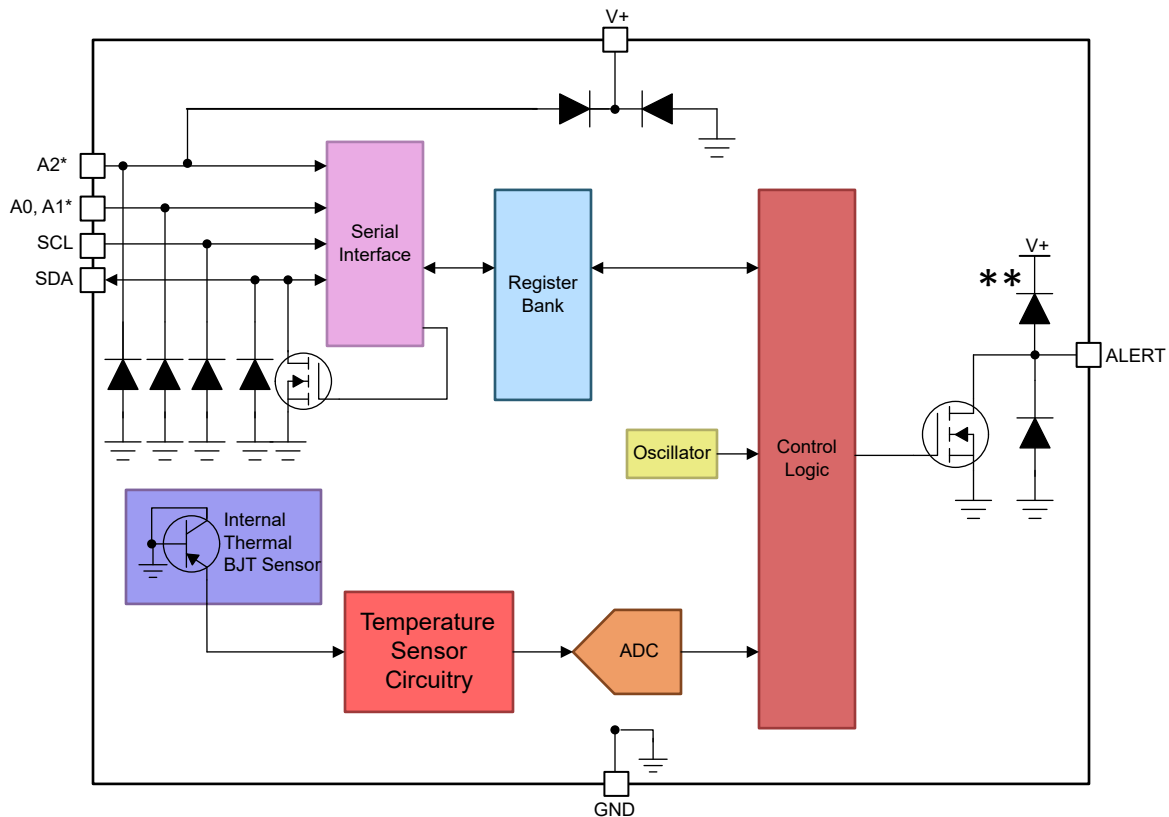 V+
A2*
A0, A1*
SCL
SDA
Serial
Interface
Register
Bank
V+
**
ALERT
Oscillator
Control
Logic
Internal
Thermal
BJT Sensor
Temperature
Sensor
Circuitry
ADC
GND